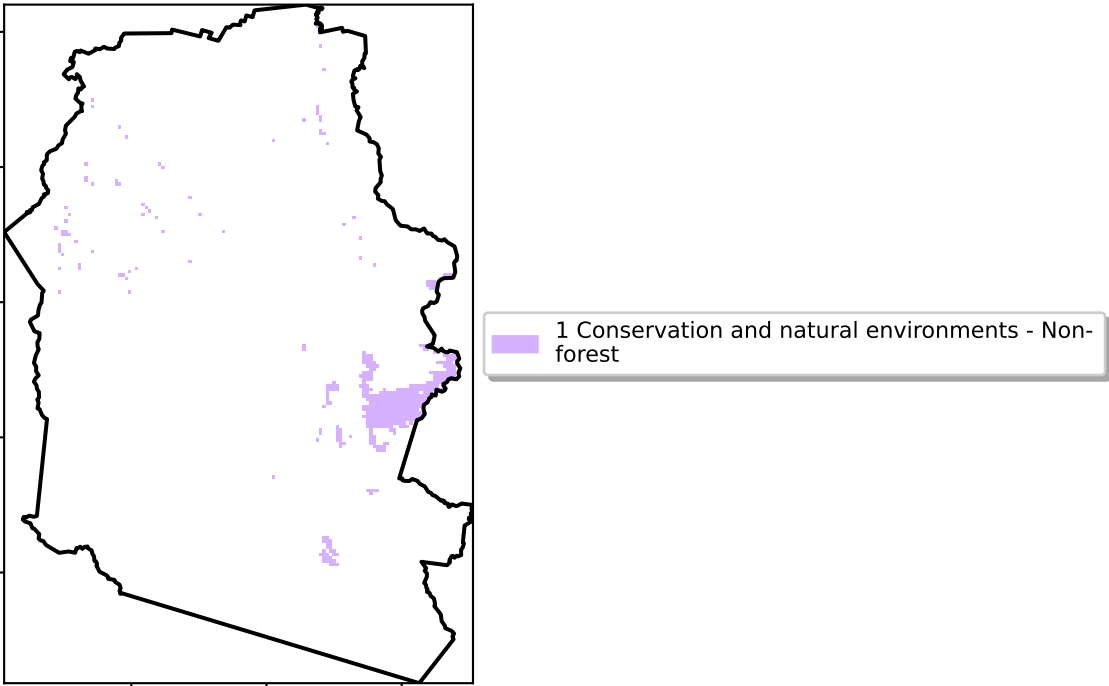 1 Conservation and natural environments - Non-
forest